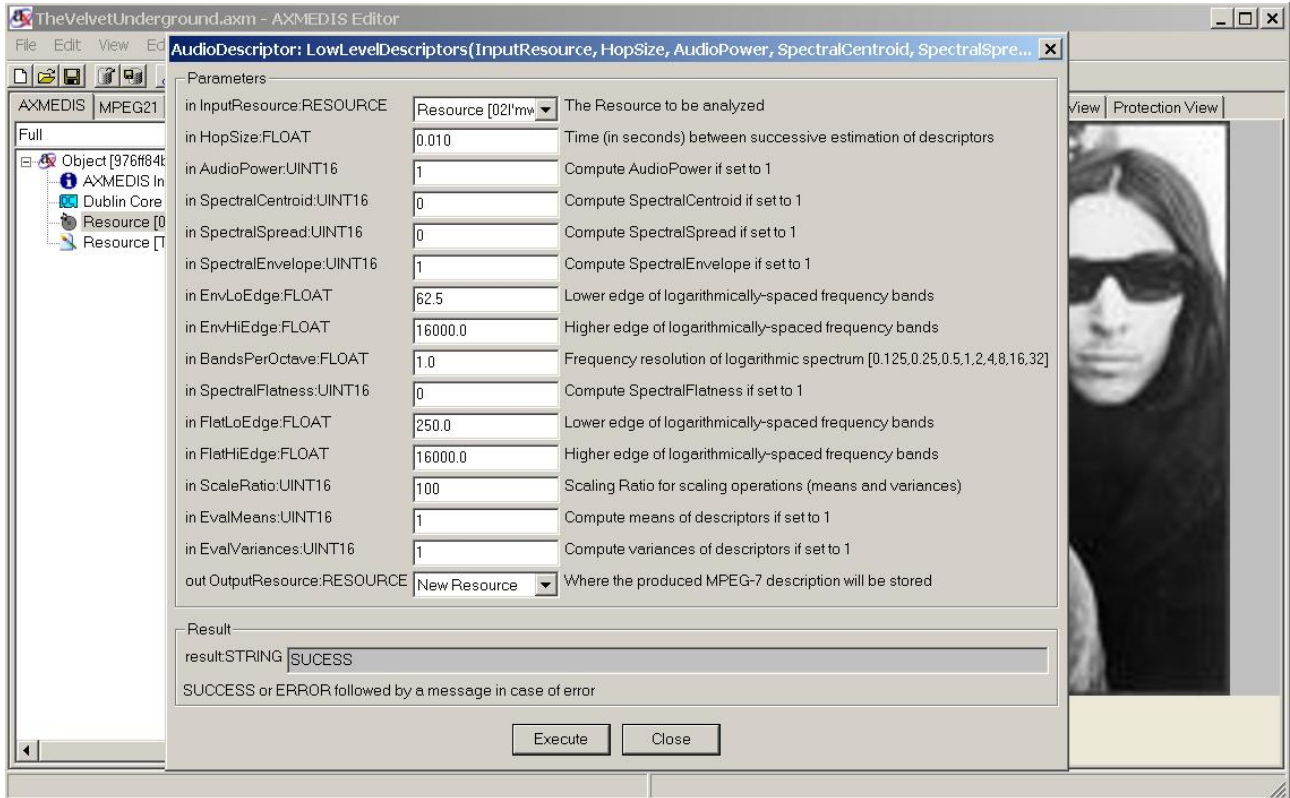 TheVelvetUnderground.axm - AXMEDIS Editor
File Edit View Ed
AudioDescriptor: LowLevelDescriptors(InputResource, HopSize, AudioPower, SpectralCentroid, SpectralSpre...
AXMEDIS MPEG21
View Protection View
Full
Object [976ff84b
AXMEDIS In
Dublin Core
Resource [0
Resource [T
Parameters
in InputResource:RESOURCE Resource [02I'mw The Resource to be analyzed
in HopSize:FLOAT 0.010 Time (in seconds) between successive estimation of descriptors
in AudioPower:UINT16 1 Compute AudioPower if set to 1
in SpectralCentroid:UINT16 0 Compute SpectralCentroid if set to 1
in SpectralSpread:UINT16 0 Compute SpectralSpread if set to 1
in SpectralEnvelope:UINT16 1 Compute SpectralEnvelope if set to 1
in EnvLoEdge:FLOAT 62.5 Lower edge of logarithmically-spaced frequency bands
in EnvHiEdge:FLOAT 16000.0 Higher edge of logarithmically-spaced frequency bands
in BandsPerOctave:FLOAT 1.0 Frequency resolution of logarithmic spectrum [0.125,0.25,0.5,1,2,4,8,16,32]
in SpectralFlatness:UINT16 0 Compute SpectralFlatness if set to 1
in FlatLoEdge:FLOAT 250.0 Lower edge of logarithmically-spaced frequency bands
in FlatHiEdge:FLOAT 16000.0 Higher edge of logarithmically-spaced frequency bands
in ScaleRatio:UINT16 100 Scaling Ratio for scaling operations (means and variances)
in EvalMeans:UINT16 1 Compute means of descriptors if set to 1
in EvalVariances:UINT16 1 Compute variances of descriptors if set to 1
out OutputResource:RESOURCE New Resource Where the produced MPEG-7 description will be stored
Result
result:STRING SUCESS
SUCCESS or ERROR followed by a message in case of error
Execute Close